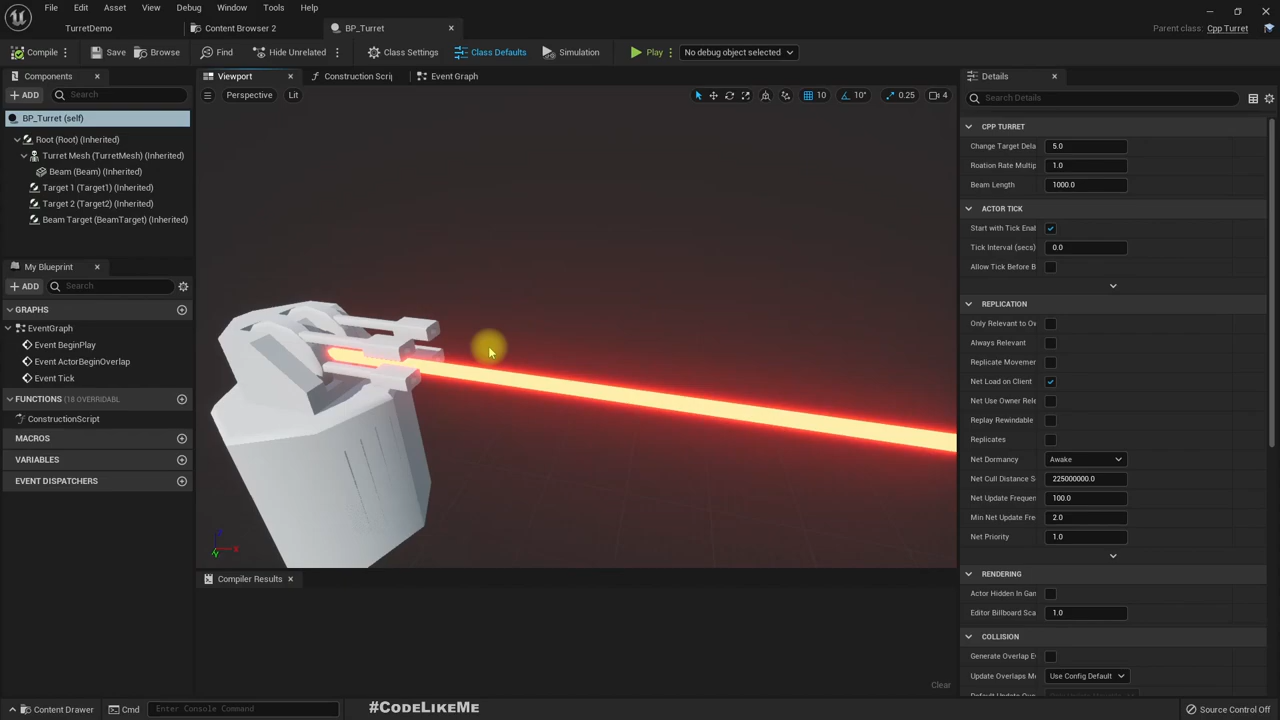 File Edit Asset View Debug Window Tools Help
TurretDemo Content Browser 2 BP_Turret Parent class: Cpp Turret
Compile Save Browse Find Hide Unrelated Class Settings Class Defaults Simulation Play No debug object selected
Components Viewport Construction Scrip Event Graph Details
ADD Search Perspective Lit 10 10° 0.25 4 Search Details
BP_Turret (self)
Root (Root) (Inherited)
Turret Mesh (TurretMesh) (Inherited)
Beam (Beam) (Inherited)
Target 1 (Target1) (Inherited)
Target 2 (Target2) (Inherited)
Beam Target (BeamTarget) (Inherited)
My Blueprint
ADD Search
GRAPHS
EventGraph
Event BeginPlay
Event ActorBeginOverlap
Event Tick
FUNCTIONS (18 OVERRIDABL
ConstructionScript
MACROS
VARIABLES
EVENT DISPATCHERS
CPP TURRET
Change Target Dela 5.0
Roation Rate Multip 1.0
Beam Length 1000.0
ACTOR TICK
Start with Tick Enal
Tick Interval (secs) 0.0
Allow Tick Before B
REPLICATION
Only Relevant to Ow
Always Relevant
Replicate Movemen
Net Load on Client
Net Use Owner Rele
Replay Rewindable
Replicates
Net Dormancy Awake
Net Cull Distance S 225000000.0
Net Update Frequen 100.0
Min Net Update Fre 2.0
Net Priority 1.0
RENDERING
Actor Hidden In Gan
Editor Billboard Sca 1.0
COLLISION
Generate Overlap Ev
Update Overlaps Me Use Config Default
X Y Z
Compiler Results
Clear
Content Drawer Cmd Enter Console Command #CodeLikeMe Source Control Off